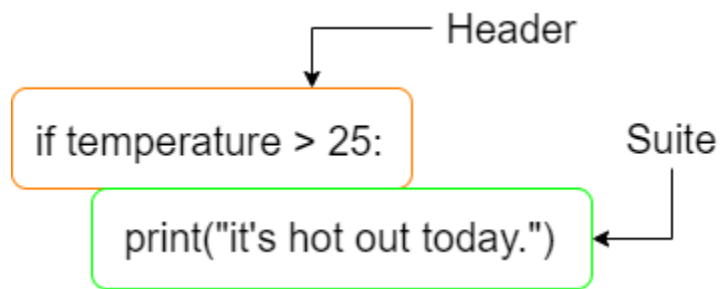 Header
if temperature > 25:
Suite
print("it's hot out today.")